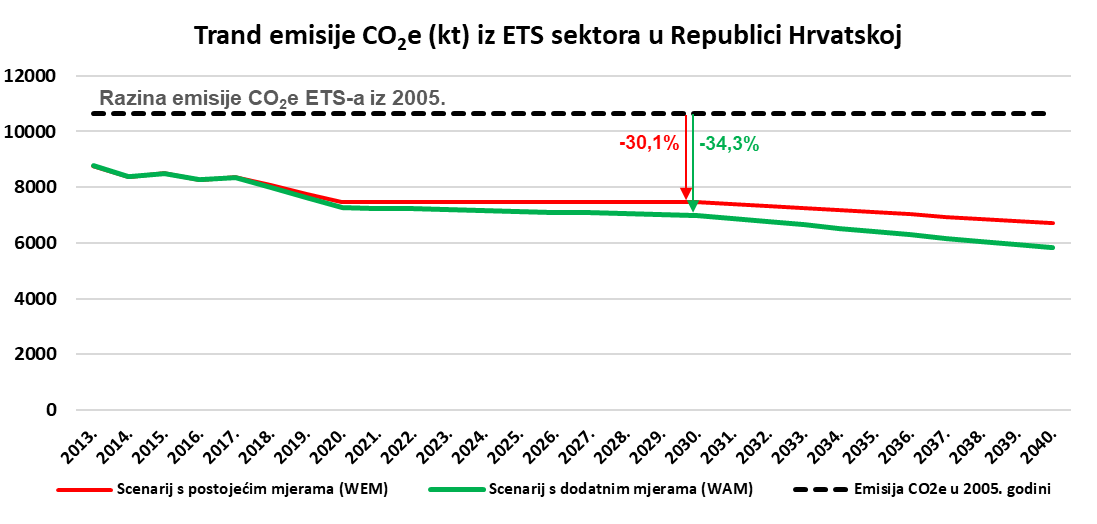 Trand emisije CO₂e (kt) iz ETS sektora u Republici Hrvatskoj
12000
Razina emisije CO₂e ETS-a iz 2005.
10000
-30,1%
-34,3%
8000
6000
4000
2000
0
2013. 2014. 2015. 2016. 2017. 2018. 2019. 2020. 2021. 2022. 2023. 2024. 2025. 2026. 2027. 2028. 2029. 2030. 2031. 2032. 2033. 2034. 2035. 2036. 2037. 2038. 2039. 2040.
Scenarij s postojećim mjerama (WEM) Scenarij s dodatnim mjerama (WAM) Emisija CO2e u 2005. godini